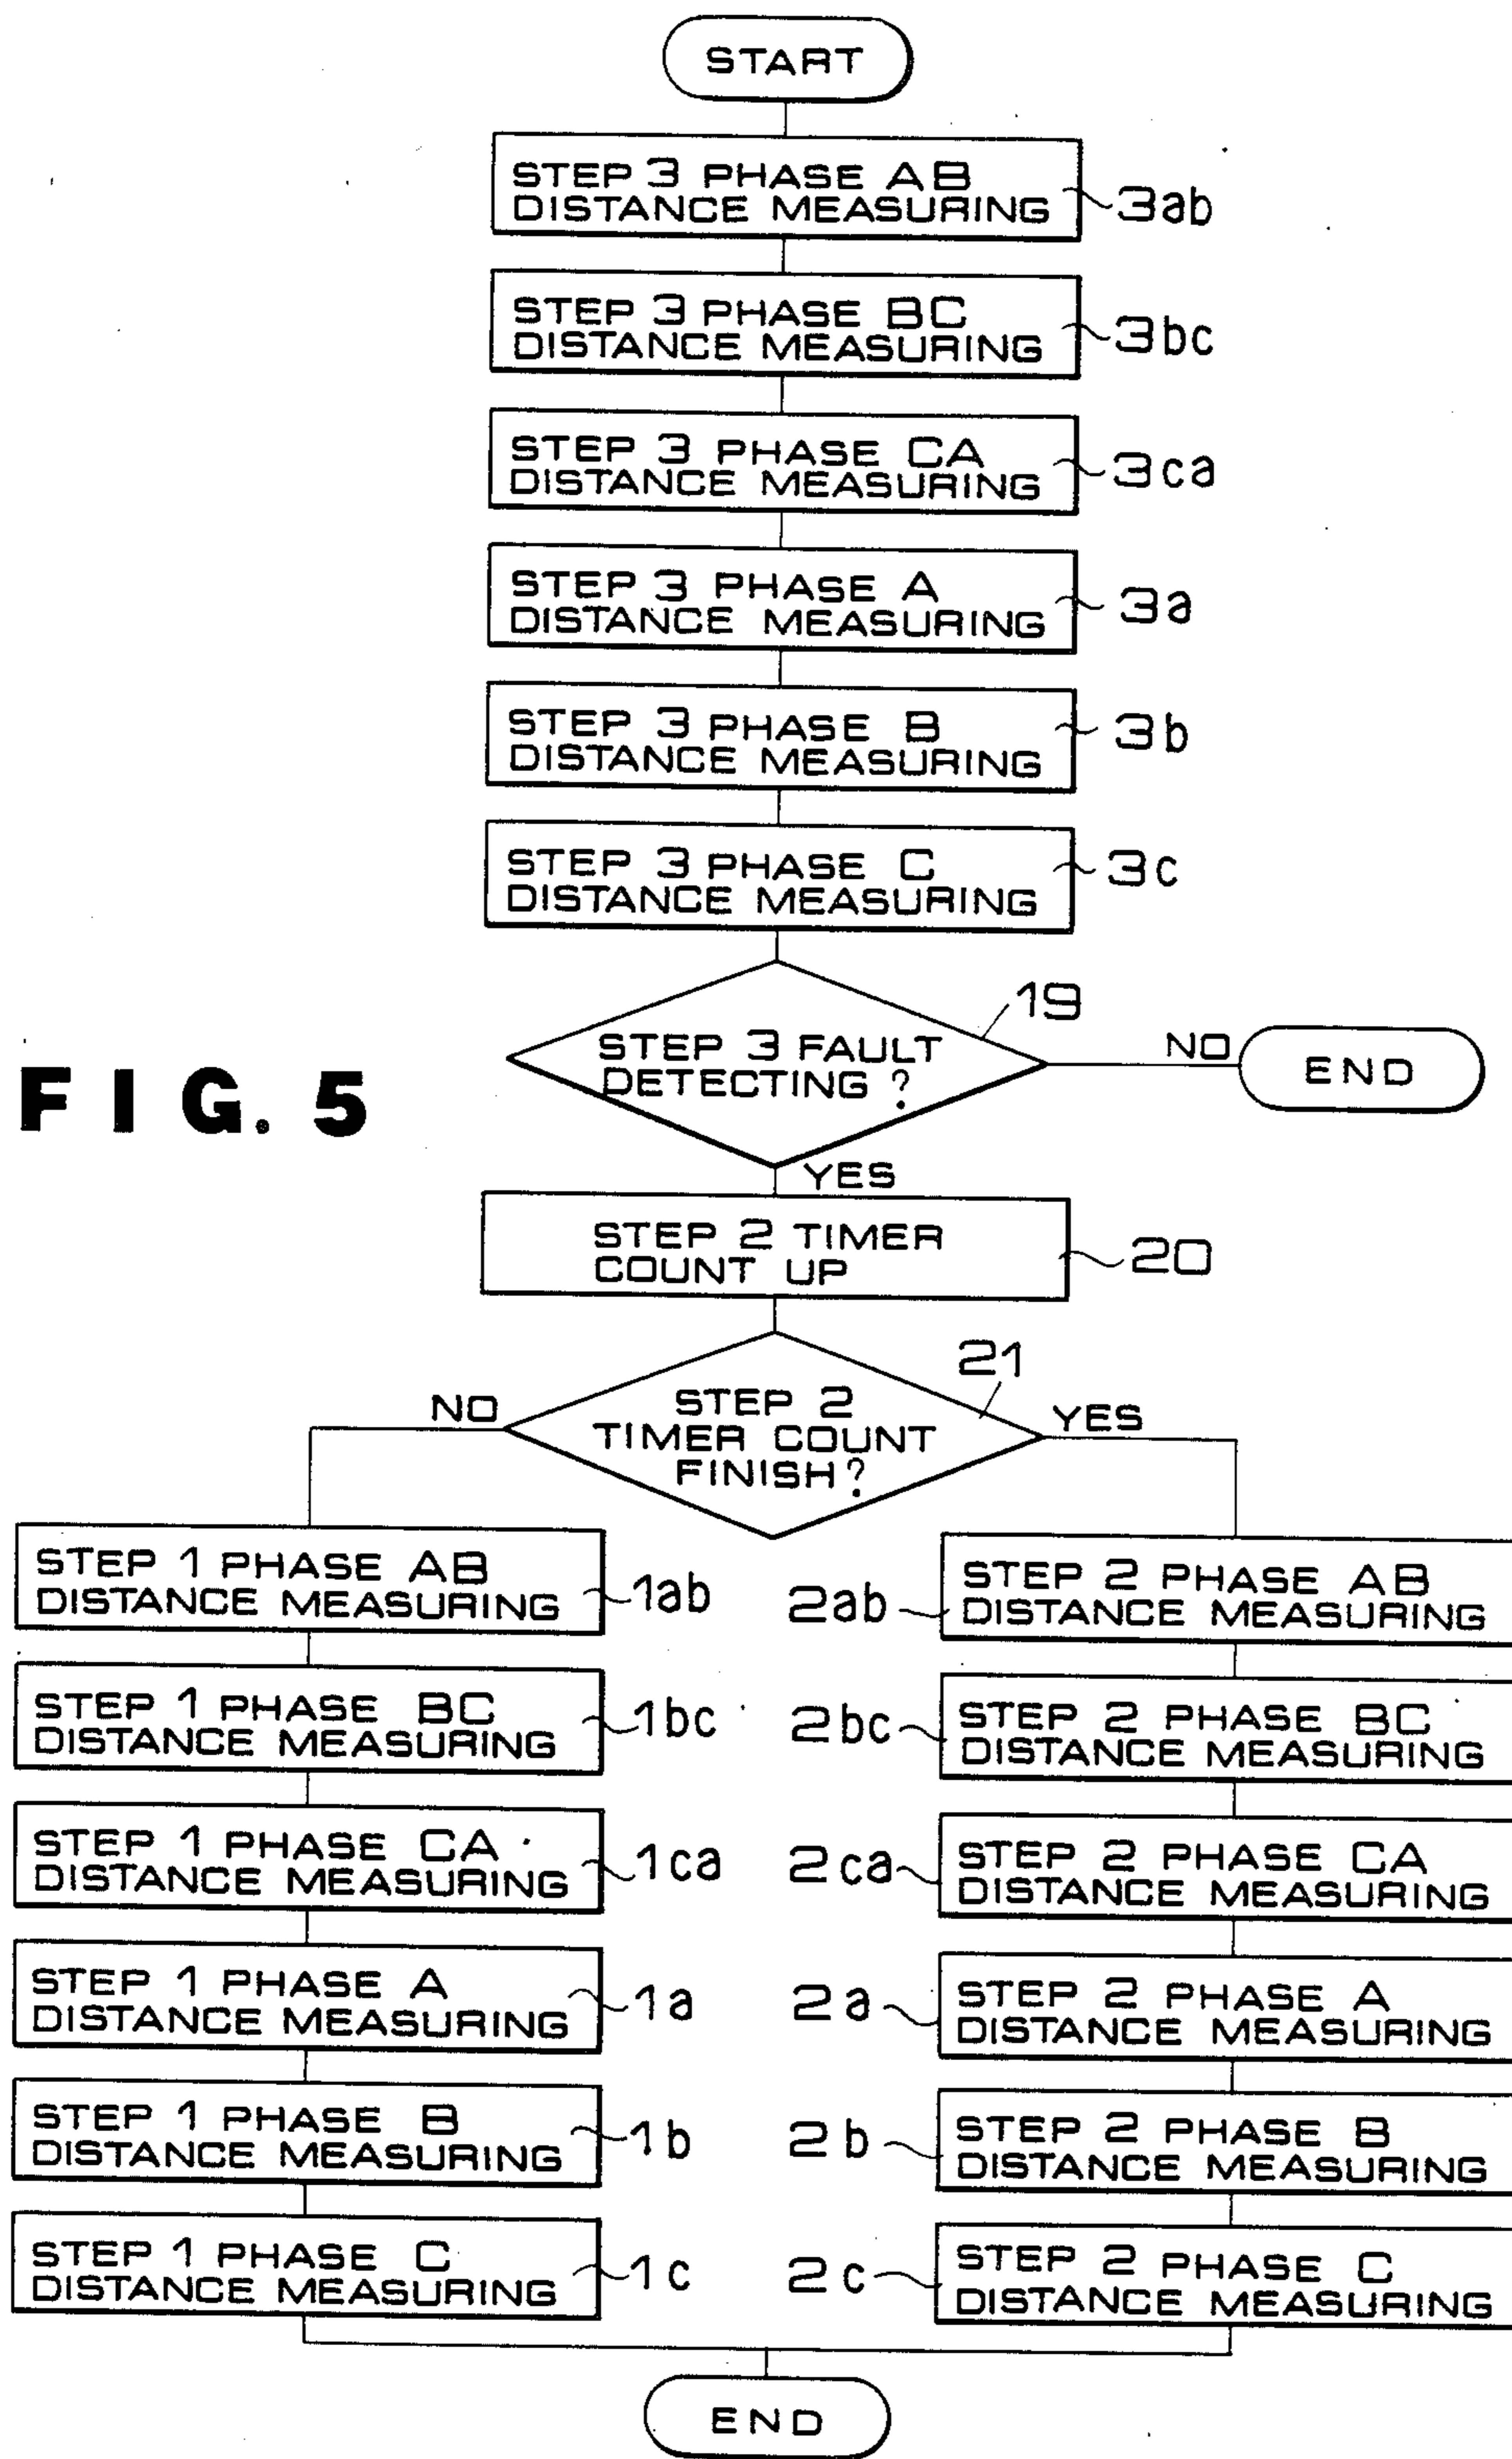 START
STEP 3 PHASE AB
DISTANCE MEASURING
3ab
STEP 3 PHASE BC
DISTANCE MEASURING
3bc
STEP 3 PHASE CA
DISTANCE MEASURING
3ca
STEP 3 PHASE A
DISTANCE MEASURING
3a
STEP 3 PHASE B
DISTANCE MEASURING
3b
STEP 3 PHASE C
DISTANCE MEASURING
3c
19
STEP 3 FAULT
DETECTING ?
NO
END
FIG. 5
YES
STEP 2 TIMER
COUNT UP
20
21
NO
STEP 2
TIMER COUNT
FINISH ?
YES
STEP 1 PHASE AB
DISTANCE MEASURING
1ab
2ab
STEP 2 PHASE AB
DISTANCE MEASURING
STEP 1 PHASE BC
DISTANCE MEASURING
1bc
2bc
STEP 2 PHASE BC
DISTANCE MEASURING
STEP 1 PHASE CA
DISTANCE MEASURING
1ca
2ca
STEP 2 PHASE CA
DISTANCE MEASURING
STEP 1 PHASE A
DISTANCE MEASURING
1a
2a
STEP 2 PHASE A
DISTANCE MEASURING
STEP 1 PHASE B
DISTANCE MEASURING
1b
2b
STEP 2 PHASE B
DISTANCE MEASURING
STEP 1 PHASE C
DISTANCE MEASURING
1c
2c
STEP 2 PHASE C
DISTANCE MEASURING
END